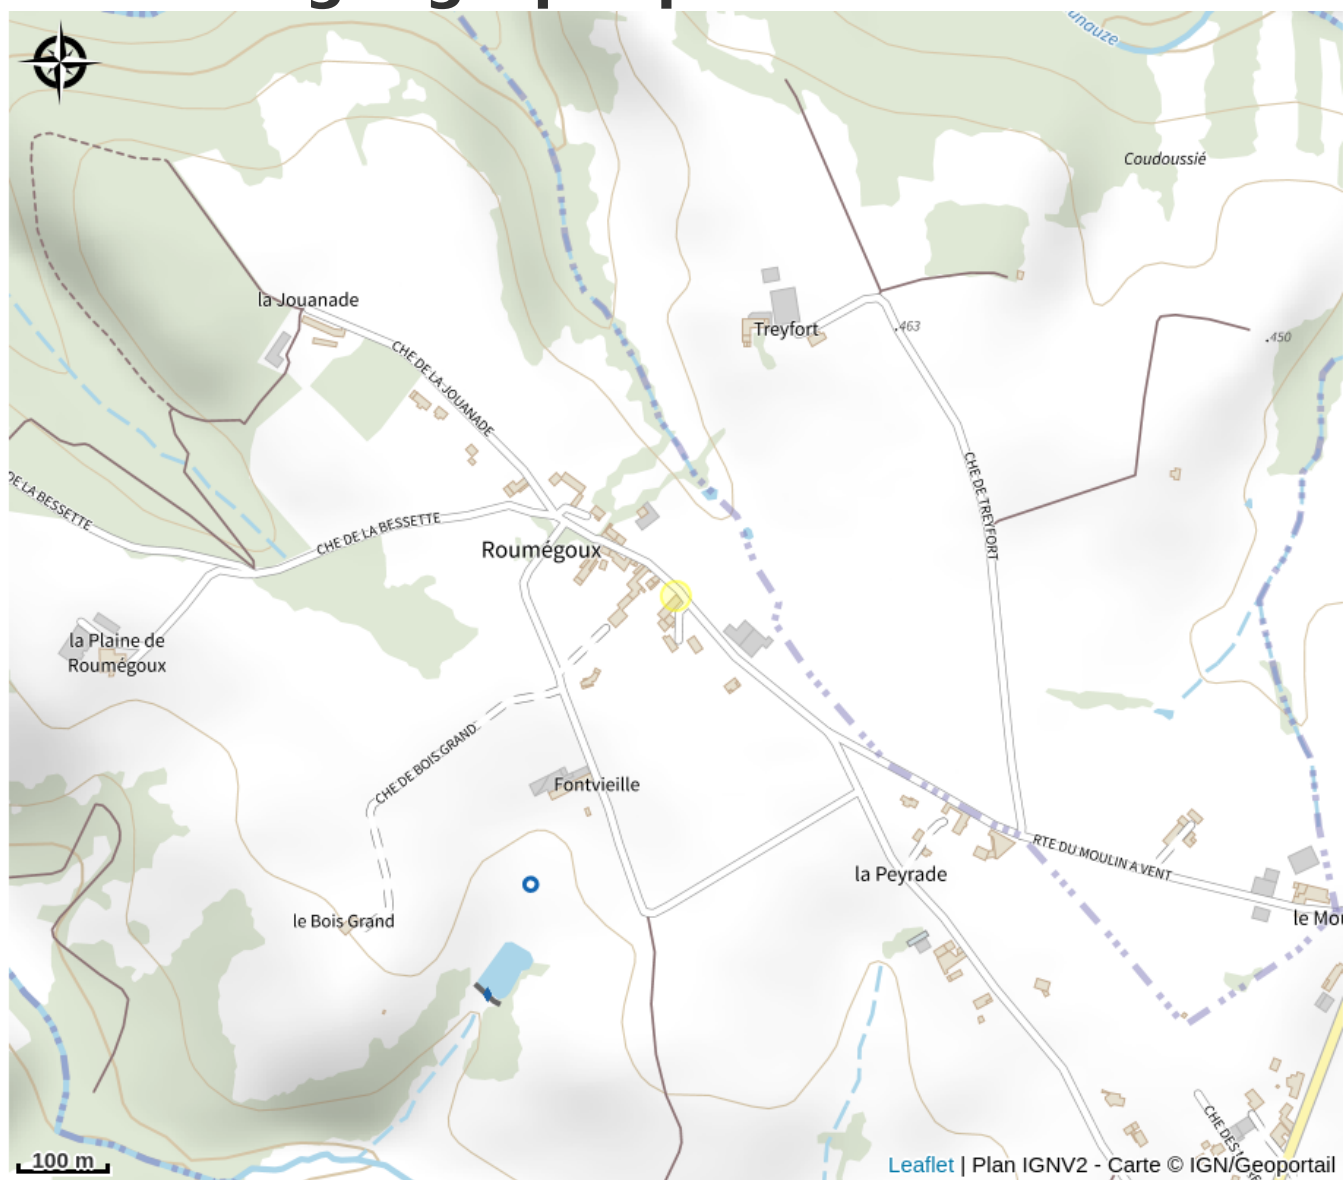 unauze
Coudoussié
la Jouanade
Treyfort
463
450
CHE DE LA JOUANADE
CHE DE TREYFORT
DE LA BESSETTE
CHE DE LA BESSETTE
Roumégoux
la Plaine de
Roumégoux
CHE DE BOIS GRAND
Fontvieille
RTE DU MOULIN A VENT
la Peyrade
le Bois Grand
le Mou
CHE DES
100 m
Leaflet | Plan IGNV2 - Carte © IGN/Geoportail